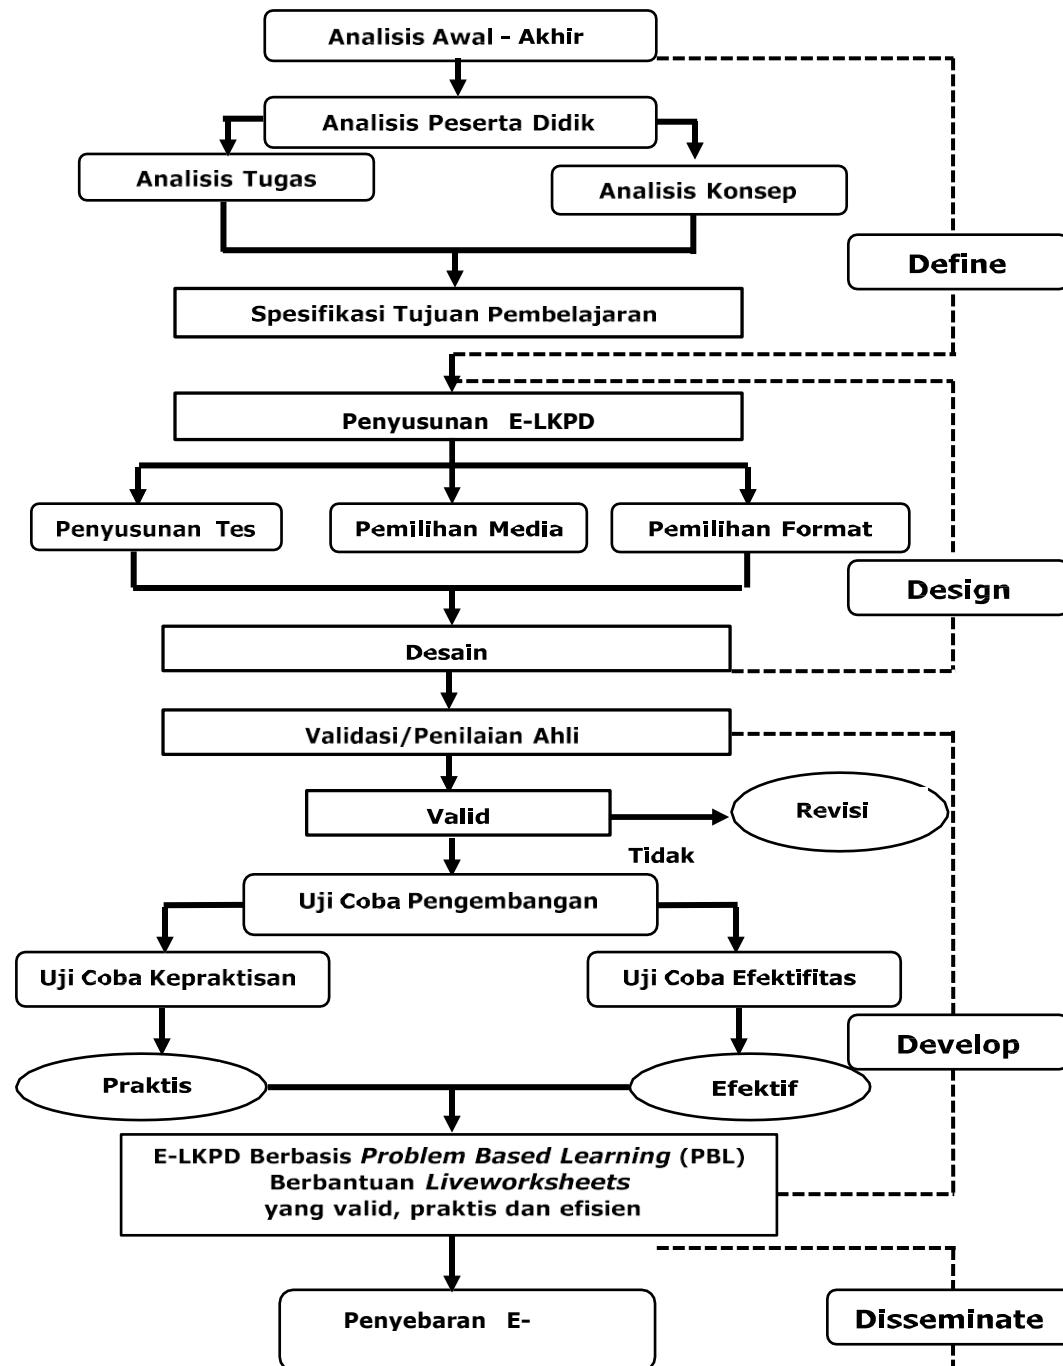 Analisis Awal - Akhir
Analisis Peserta Didik
Analisis Tugas
Analisis Konsep
Define
Spesifikasi Tujuan Pembelajaran
Penyusunan E-LKPD
Penyusunan Tes
Pemilihan Media
Pemilihan Format
Design
Desain
Validasi/Penilaian Ahli
Valid
Revisi
Tidak
Uji Coba Pengembangan
Uji Coba Kepraktisan
Uji Coba Efektifitas
Develop
Praktis
Efektif
E-LKPD Berbasis Problem Based Learning (PBL)
Berbantuan Liveworksheets
yang valid, praktis dan efisien
Penyebaran E-
Disseminate